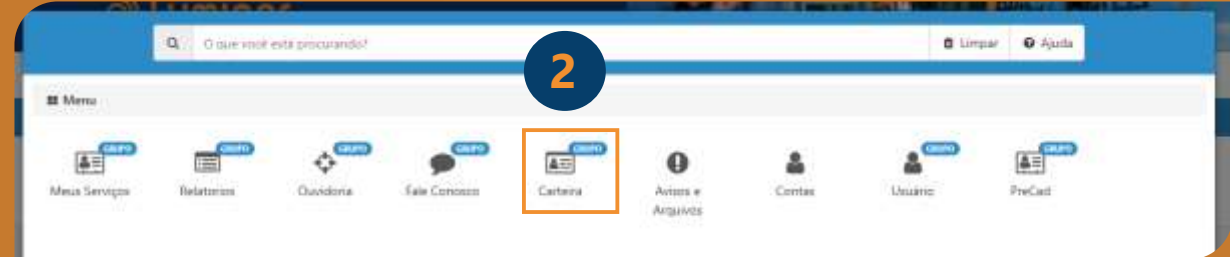 Luminar
O que você está procurando?
Limpar
Ajuda
2
Menu
GRUPO GRUPO GRUPO GRUPO GRUPO GRUPO GRUPO
Meus Serviços Relatorios Ouvidoria Fale Conosco Carteira Avisos e Arquivos Contas Usuário PreCad